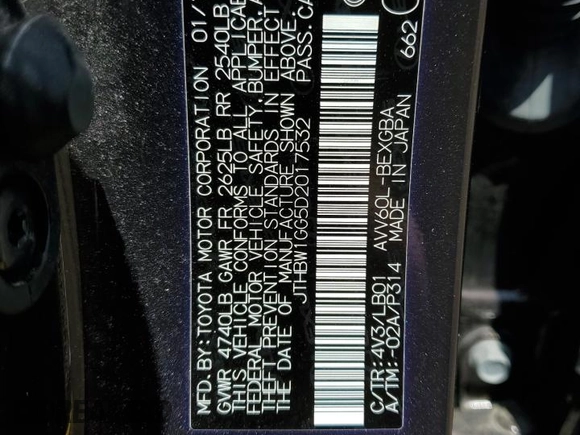 MFD. BY: TOYOTA MOTOR CORPORATION 01/
GVWR 4740LB GAWR FR 2625LB RR 2540LB
THIS VEHICLE CONFORMS TO ALL APPLICAB
FEDERAL MOTOR VEHICLE SAFETY, BUMPER, A
THEFT PREVENTION STANDARDS IN EFFECT
THE DATE OF MANUFACTURE SHOWN ABOVE.
JTHBW1GG5D2017532 PASS. CA
C/TR: 4V3/LB01 AVV60L-BEXGBA
A/TM: -02A/P314 MADE IN JAPAN 662